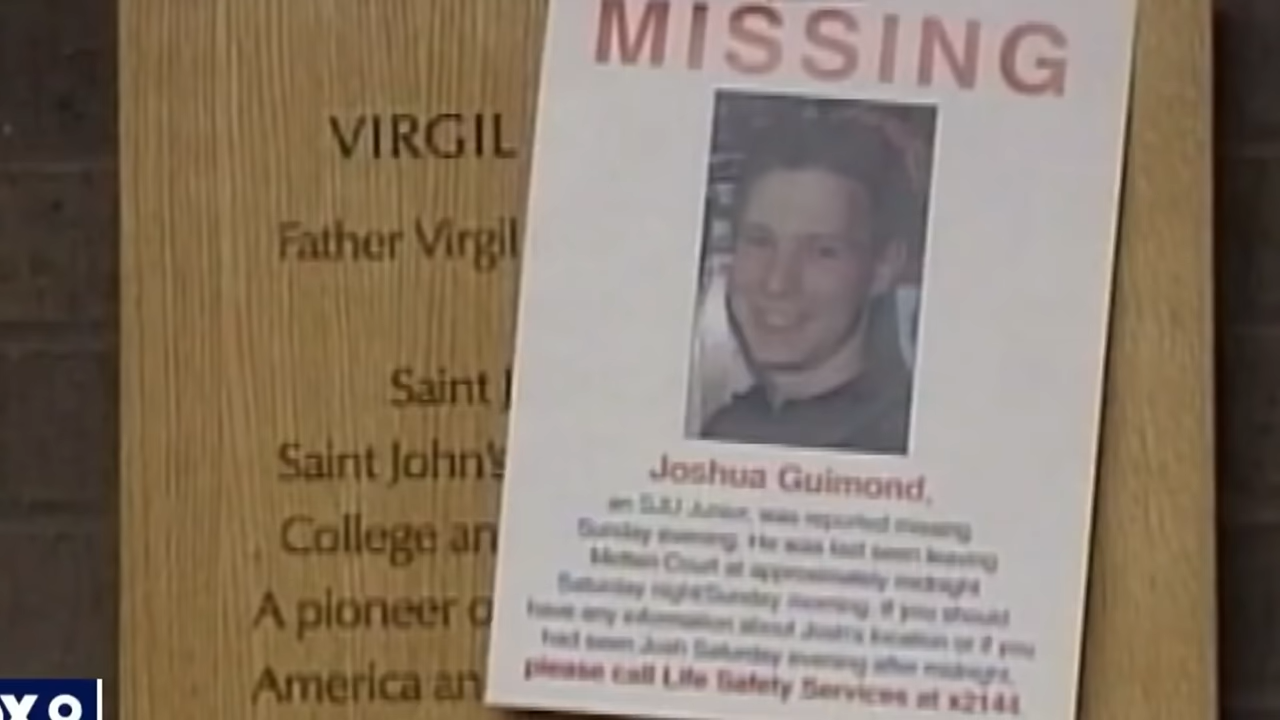 MISSING
VIRGIL
Father Virgil
Saint J
Saint John's
College an
A pioneer o
America an
Joshua Guimond,
an SJU Junior, was reported missing
Sunday evening. He was last seen leaving
Metten Court at approximately midnight
Saturday night/Sunday morning. If you should
have any information about Josh's location or if you
had seen Josh Saturday evening after midnight,
please call Life Safety Services at x2144.
OX 9